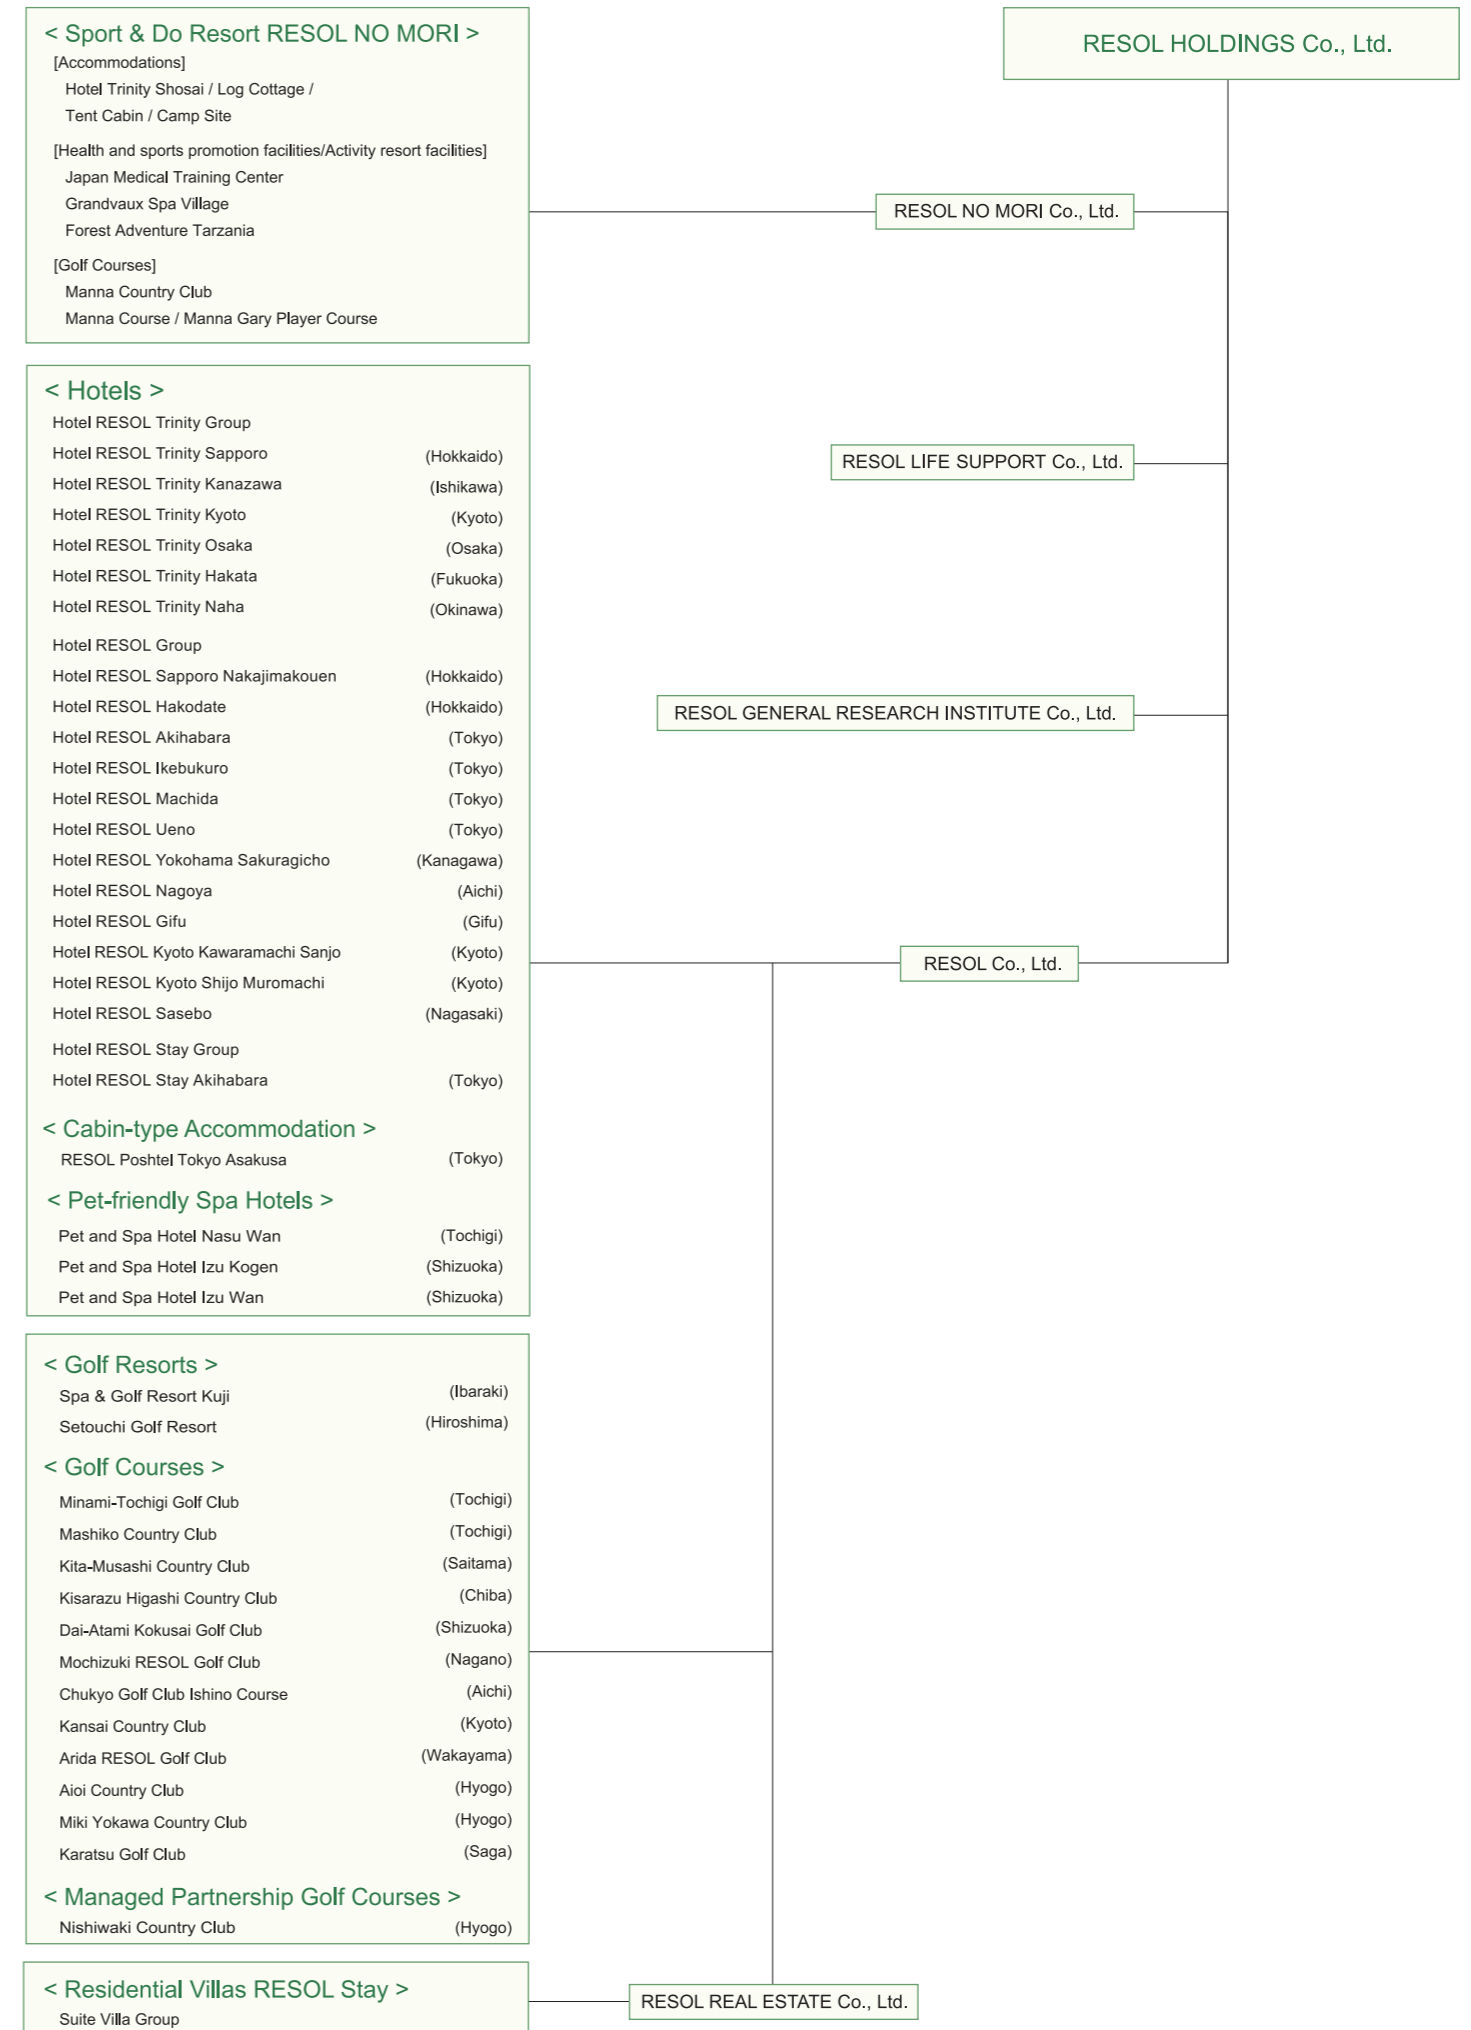 < Sport & Do Resort RESOL NO MORI >
[Accommodations]
Hotel Trinity Shosai / Log Cottage /
Tent Cabin / Camp Site
[Health and sports promotion facilities/Activity resort facilities]
Japan Medical Training Center
Grandvaux Spa Village
Forest Adventure Tarzania
[Golf Courses]
Manna Country Club
Manna Course / Manna Gary Player Course
RESOL HOLDINGS Co., Ltd.
RESOL NO MORI Co., Ltd.
RESOL LIFE SUPPORT Co., Ltd.
RESOL GENERAL RESEARCH INSTITUTE Co., Ltd.
RESOL Co., Ltd.
< Hotels >
Hotel RESOL Trinity Group
Hotel RESOL Trinity Sapporo (Hokkaido)
Hotel RESOL Trinity Kanazawa (Ishikawa)
Hotel RESOL Trinity Kyoto (Kyoto)
Hotel RESOL Trinity Osaka (Osaka)
Hotel RESOL Trinity Hakata (Fukuoka)
Hotel RESOL Trinity Naha (Okinawa)
Hotel RESOL Group
Hotel RESOL Sapporo Nakajimakouen (Hokkaido)
Hotel RESOL Hakodate (Hokkaido)
Hotel RESOL Akihabara (Tokyo)
Hotel RESOL Ikebukuro (Tokyo)
Hotel RESOL Machida (Tokyo)
Hotel RESOL Ueno (Tokyo)
Hotel RESOL Yokohama Sakuragicho (Kanagawa)
Hotel RESOL Nagoya (Aichi)
Hotel RESOL Gifu (Gifu)
Hotel RESOL Kyoto Kawaramachi Sanjo (Kyoto)
Hotel RESOL Kyoto Shijo Muromachi (Kyoto)
Hotel RESOL Sasebo (Nagasaki)
Hotel RESOL Stay Group
Hotel RESOL Stay Akihabara (Tokyo)
< Cabin-type Accommodation >
RESOL Poshtel Tokyo Asakusa (Tokyo)
< Pet-friendly Spa Hotels >
Pet and Spa Hotel Nasu Wan (Tochigi)
Pet and Spa Hotel Izu Kogen (Shizuoka)
Pet and Spa Hotel Izu Wan (Shizuoka)
< Golf Resorts >
Spa & Golf Resort Kuji (Ibaraki)
Setouchi Golf Resort (Hiroshima)
< Golf Courses >
Minami-Tochigi Golf Club (Tochigi)
Mashiko Country Club (Tochigi)
Kita-Musashi Country Club (Saitama)
Kisarazu Higashi Country Club (Chiba)
Dai-Atami Kokusai Golf Club (Shizuoka)
Mochizuki RESOL Golf Club (Nagano)
Chukyo Golf Club Ishino Course (Aichi)
Kansai Country Club (Kyoto)
Arida RESOL Golf Club (Wakayama)
Aioi Country Club (Hyogo)
Miki Yokawa Country Club (Hyogo)
Karatsu Golf Club (Saga)
< Managed Partnership Golf Courses >
Nishiwaki Country Club (Hyogo)
< Residential Villas RESOL Stay >
Suite Villa Group
RESOL REAL ESTATE Co., Ltd.